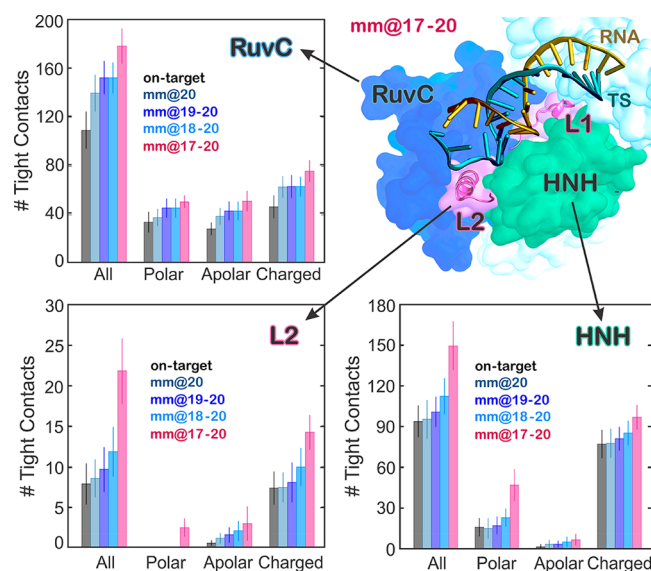 200
160
120
80
40
0
# Tight Contacts
RuvC
on-target
mm@20
mm@19-20
mm@18-20
mm@17-20
All Polar Apolar Charged
mm@17-20
RNA
RuvC
TS
L1
HNH
L2
30
25
20
15
10
5
0
# Tight Contacts
L2
on-target
mm@20
mm@19-20
mm@18-20
mm@17-20
All Polar Apolar Charged
180
150
120
90
60
30
0
# Tight Contacts
HNH
on-target
mm@20
mm@19-20
mm@18-20
mm@17-20
All Polar Apolar Charged